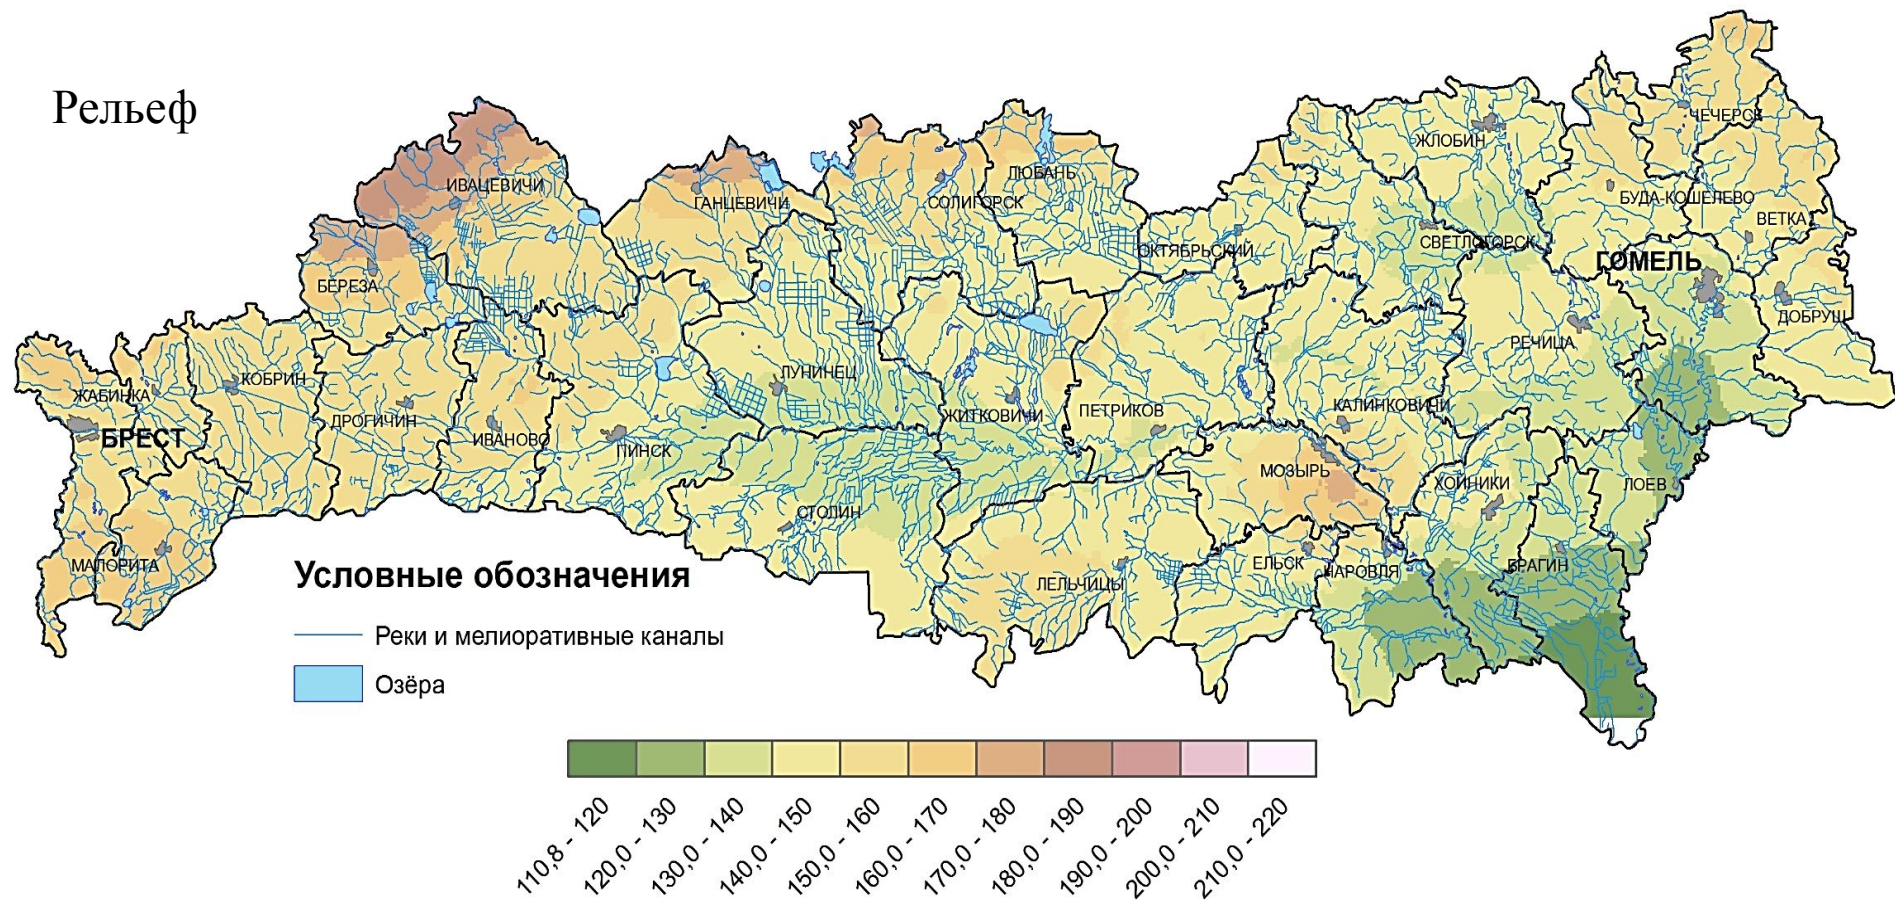 Рельеф
ЧЕЧЕРСК
ЖЛОБИН
ИВАЦЕВИЧИ
ЛЮБАНЬ
ГАНЦЕВИЧИ
СОЛИГОРСК
БУДА-КОШЕЛЕВО
ВЕТКА
ОКТЯБРЬСКИЙ
СВЕТЛОГОРСК
ГОМЕЛЬ
БЕРЕЗА
ДОБРУШ
РЕЧИЦА
ЛУНИНЕЦ
КОБРИН
ЖАБИНКА
КАЛИНКОВИЧИ
ЖИТКОВИЧИ
ПЕТРИКОВ
ДРОГИЧИН
БРЕСТ
ИВАНОВО
ПИНСК
МОЗЫРЬ
ХОЙНИКИ
ЛОЕВ
СТОЛИН
МАЛОРИТА
ЕЛЬСК
НАРОВЛЯ
БРАГИН
ЛЕЛЬЧИЦЫ
Условные обозначения
Реки и мелиоративные каналы
Озёра
110,8 - 120
120,0 - 130
130,0 - 140
140,0 - 150
150,0 - 160
160,0 - 170
170,0 - 180
180,0 - 190
190,0 - 200
200,0 - 210
210,0 - 220